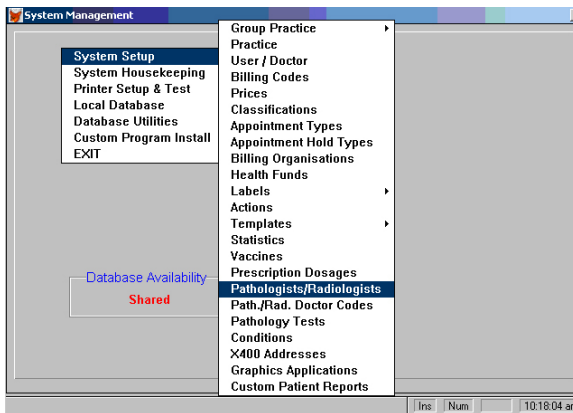 System Management
System Setup
System Housekeeping
Printer Setup & Test
Local Database
Database Utilities
Custom Program Install
EXIT
Group Practice
Practice
User / Doctor
Billing Codes
Prices
Classifications
Appointment Types
Appointment Hold Types
Billing Organisations
Health Funds
Labels
Actions
Templates
Statistics
Vaccines
Prescription Dosages
Pathologists/Radiologists
Path./Rad. Doctor Codes
Pathology Tests
Conditions
X400 Addresses
Graphics Applications
Custom Patient Reports
Database Availability
Shared
Ins
Num
10:18:04 am